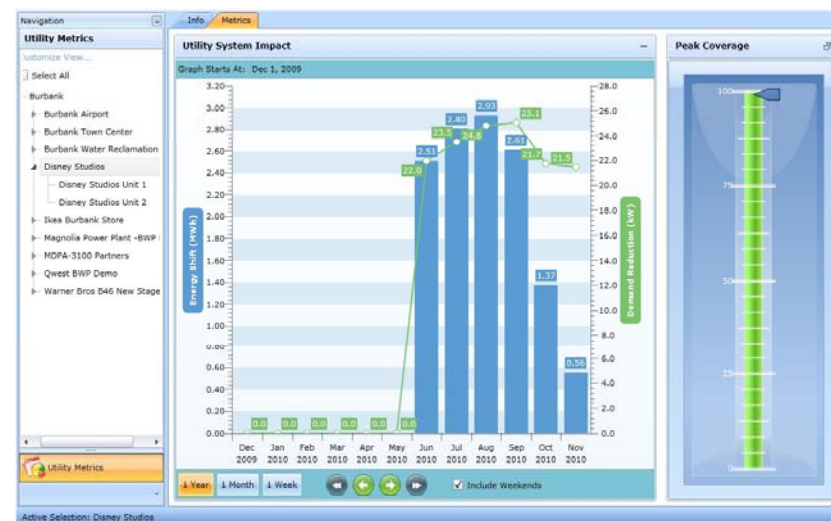 Navigation
Utility Metrics
ustomize View...
Select All
Burbank
Burbank Airport
Burbank Town Center
Burbank Water Reclamation
Disney Studios
Disney Studios Unit 1
Disney Studios Unit 2
Ikea Burbank Store
Magnolia Power Plant -BWP
MDPA-3100 Partners
Qwest BWP Demo
Warner Bros B46 New Stage
Utility Metrics
Active Selection: Disney Studios
Info Metrics
Utility System Impact
Graph Starts At: Dec 1, 2009
Energy Shift (MWh)
3.20
3.00
2.80
2.60
2.40
2.20
2.00
1.80
1.60
1.40
1.20
1.00
0.60
0.40
0.20
0.00
0.0 0.0 0.0 0.0 0.0 0.0
22.0 23.5 24.8 25.1 21.7 21.5
2.51 2.80 2.93 2.61 1.37 0.56
28.0
26.0
24.0
22.0
20.0
18.0
16.0
14.0
12.0
10.0
8.0
6.0
4.0
2.0
0.0
Demand Reduction (kW)
Dec Jan Feb Mar Apr May Jun Jul Aug Sep Oct Nov
2009 2010 2010 2010 2010 2010 2010 2010 2010 2010 2010 2010
1 Year 1 Month 1 Week Include Weekends
Peak Coverage
100
75
50
25
0